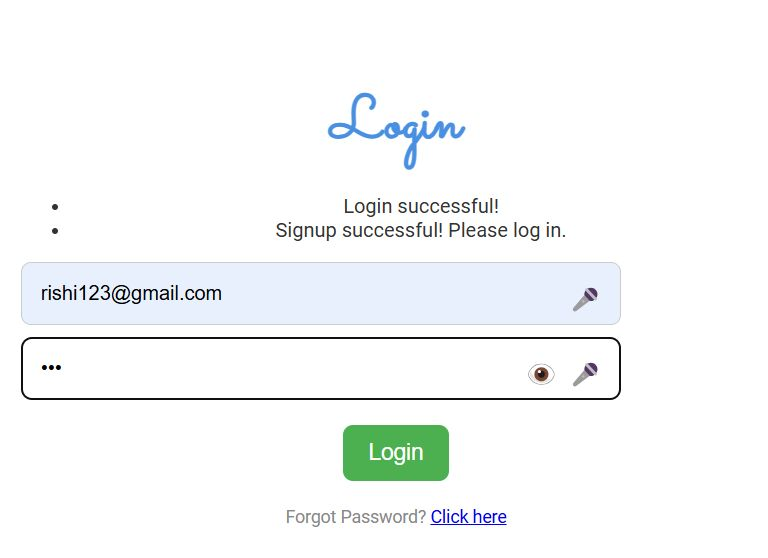 Login
• Login successful!
• Signup successful! Please log in.
rishi123@gmail.com
•••
Login
Forgot Password? Click here